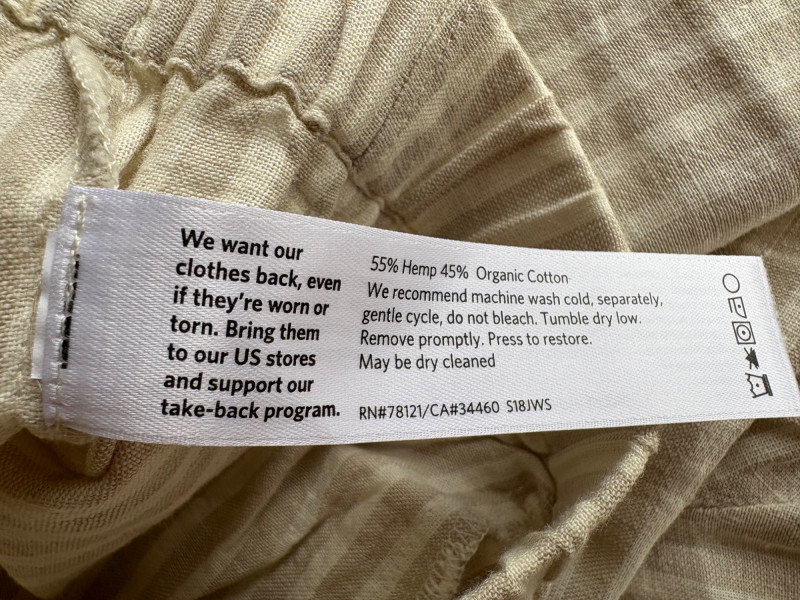 We want our
clothes back, even
if they're worn or
torn. Bring them
to our US stores
and support our
take-back program.
55% Hemp 45% Organic Cotton
We recommend machine wash cold, separately,
gentle cycle, do not bleach. Tumble dry low.
Remove promptly. Press to restore.
May be dry cleaned
RN#78121/CA#34460 S18JWS